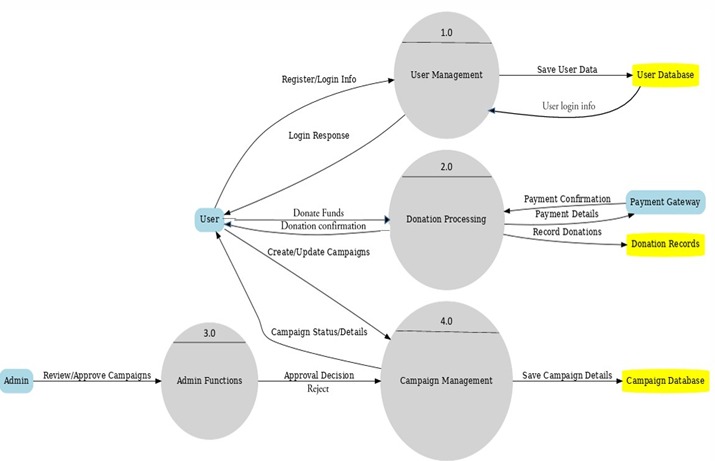 1.0
User Management
Save User Data
User Database
User login info
Register/Login Info
Login Response
2.0
Donation Processing
Payment Confirmation
Payment Gateway
Payment Details
Record Donations
Donation Records
User
Donate Funds
Donation confirmation
Create/Update Campaigns
Campaign Status/Details
3.0
Admin Functions
4.0
Campaign Management
Admin
Review/Approve Campaigns
Approval Decision
Reject
Save Campaign Details
Campaign Database